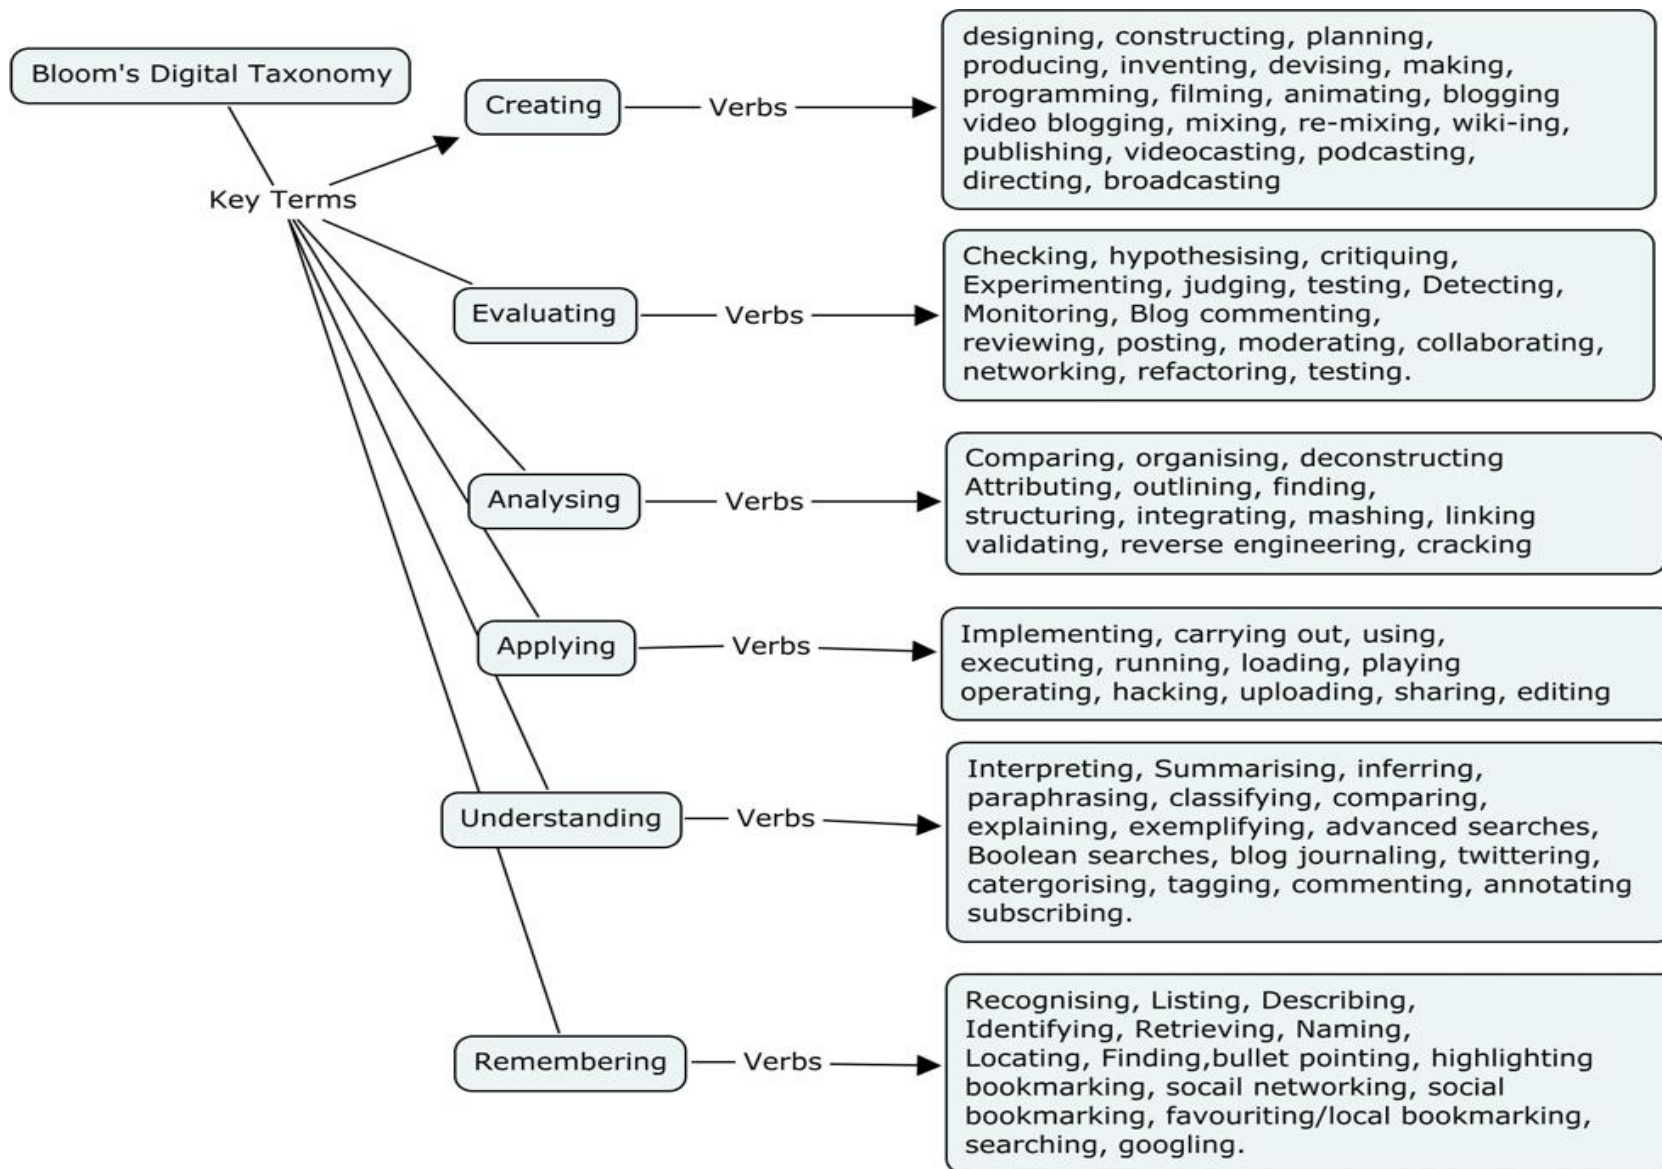 Bloom's Digital Taxonomy
Key Terms
Creating
Verbs
designing, constructing, planning,
producing, inventing, devising, making,
programming, filming, animating, blogging
video blogging, mixing, re-mixing, wiki-ing,
publishing, videocasting, podcasting,
directing, broadcasting
Evaluating
Verbs
Checking, hypothesising, critiquing,
Experimenting, judging, testing, Detecting,
Monitoring, Blog commenting,
reviewing, posting, moderating, collaborating,
networking, refactoring, testing.
Analysing
Verbs
Comparing, organising, deconstructing
Attributing, outlining, finding,
structuring, integrating, mashing, linking
validating, reverse engineering, cracking
Applying
Verbs
Implementing, carrying out, using,
executing, running, loading, playing
operating, hacking, uploading, sharing, editing
Understanding
Verbs
Interpreting, Summarising, inferring,
paraphrasing, classifying, comparing,
explaining, exemplifying, advanced searches,
Boolean searches, blog journaling, twittering,
catergorising, tagging, commenting, annotating
subscribing.
Remembering
Verbs
Recognising, Listing, Describing,
Identifying, Retrieving, Naming,
Locating, Finding,bullet pointing, highlighting
bookmarking, socail networking, social
bookmarking, favouriting/local bookmarking,
searching, googling.